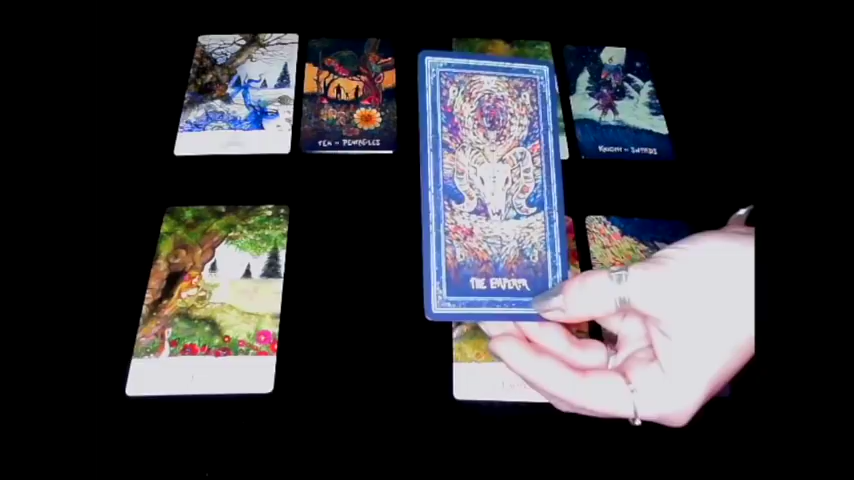 TEN OF PENTACLES
KNIGHT OF SWORDS
THE EMPEROR